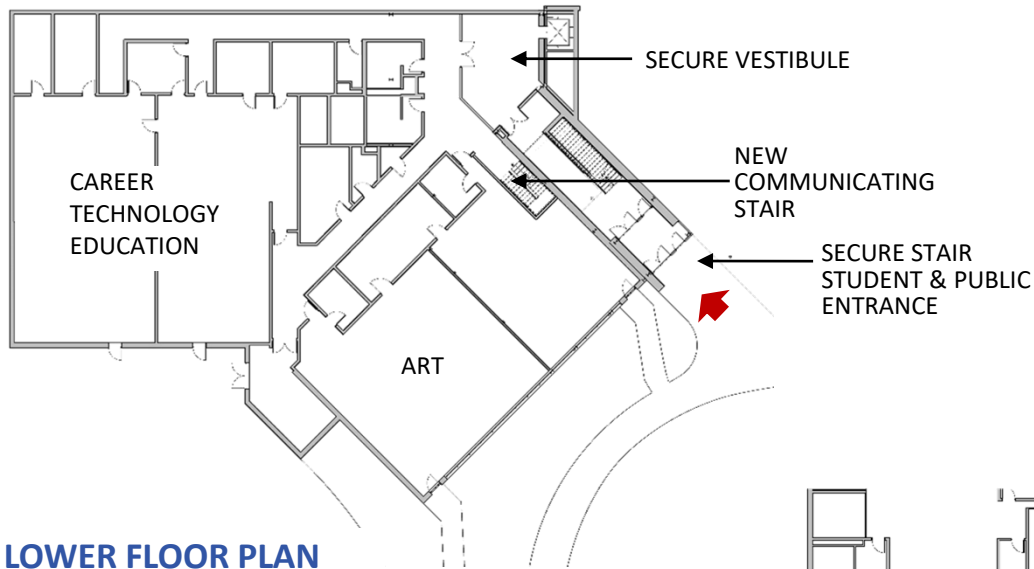 SECURE VESTIBULE
NEW
COMMUNICATING
STAIR
CAREER
TECHNOLOGY
EDUCATION
SECURE STAIR
STUDENT & PUBLIC
ENTRANCE
ART
LOWER FLOOR PLAN